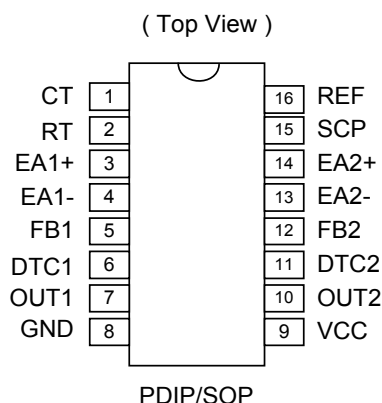 ( Top View )
CT 1 16 REF
RT 2 15 SCP
EA1+ 3 14 EA2+
EA1- 4 13 EA2-
FB1 5 12 FB2
DTC1 6 11 DTC2
OUT1 7 10 OUT2
GND 8 9 VCC
PDIP/SOP